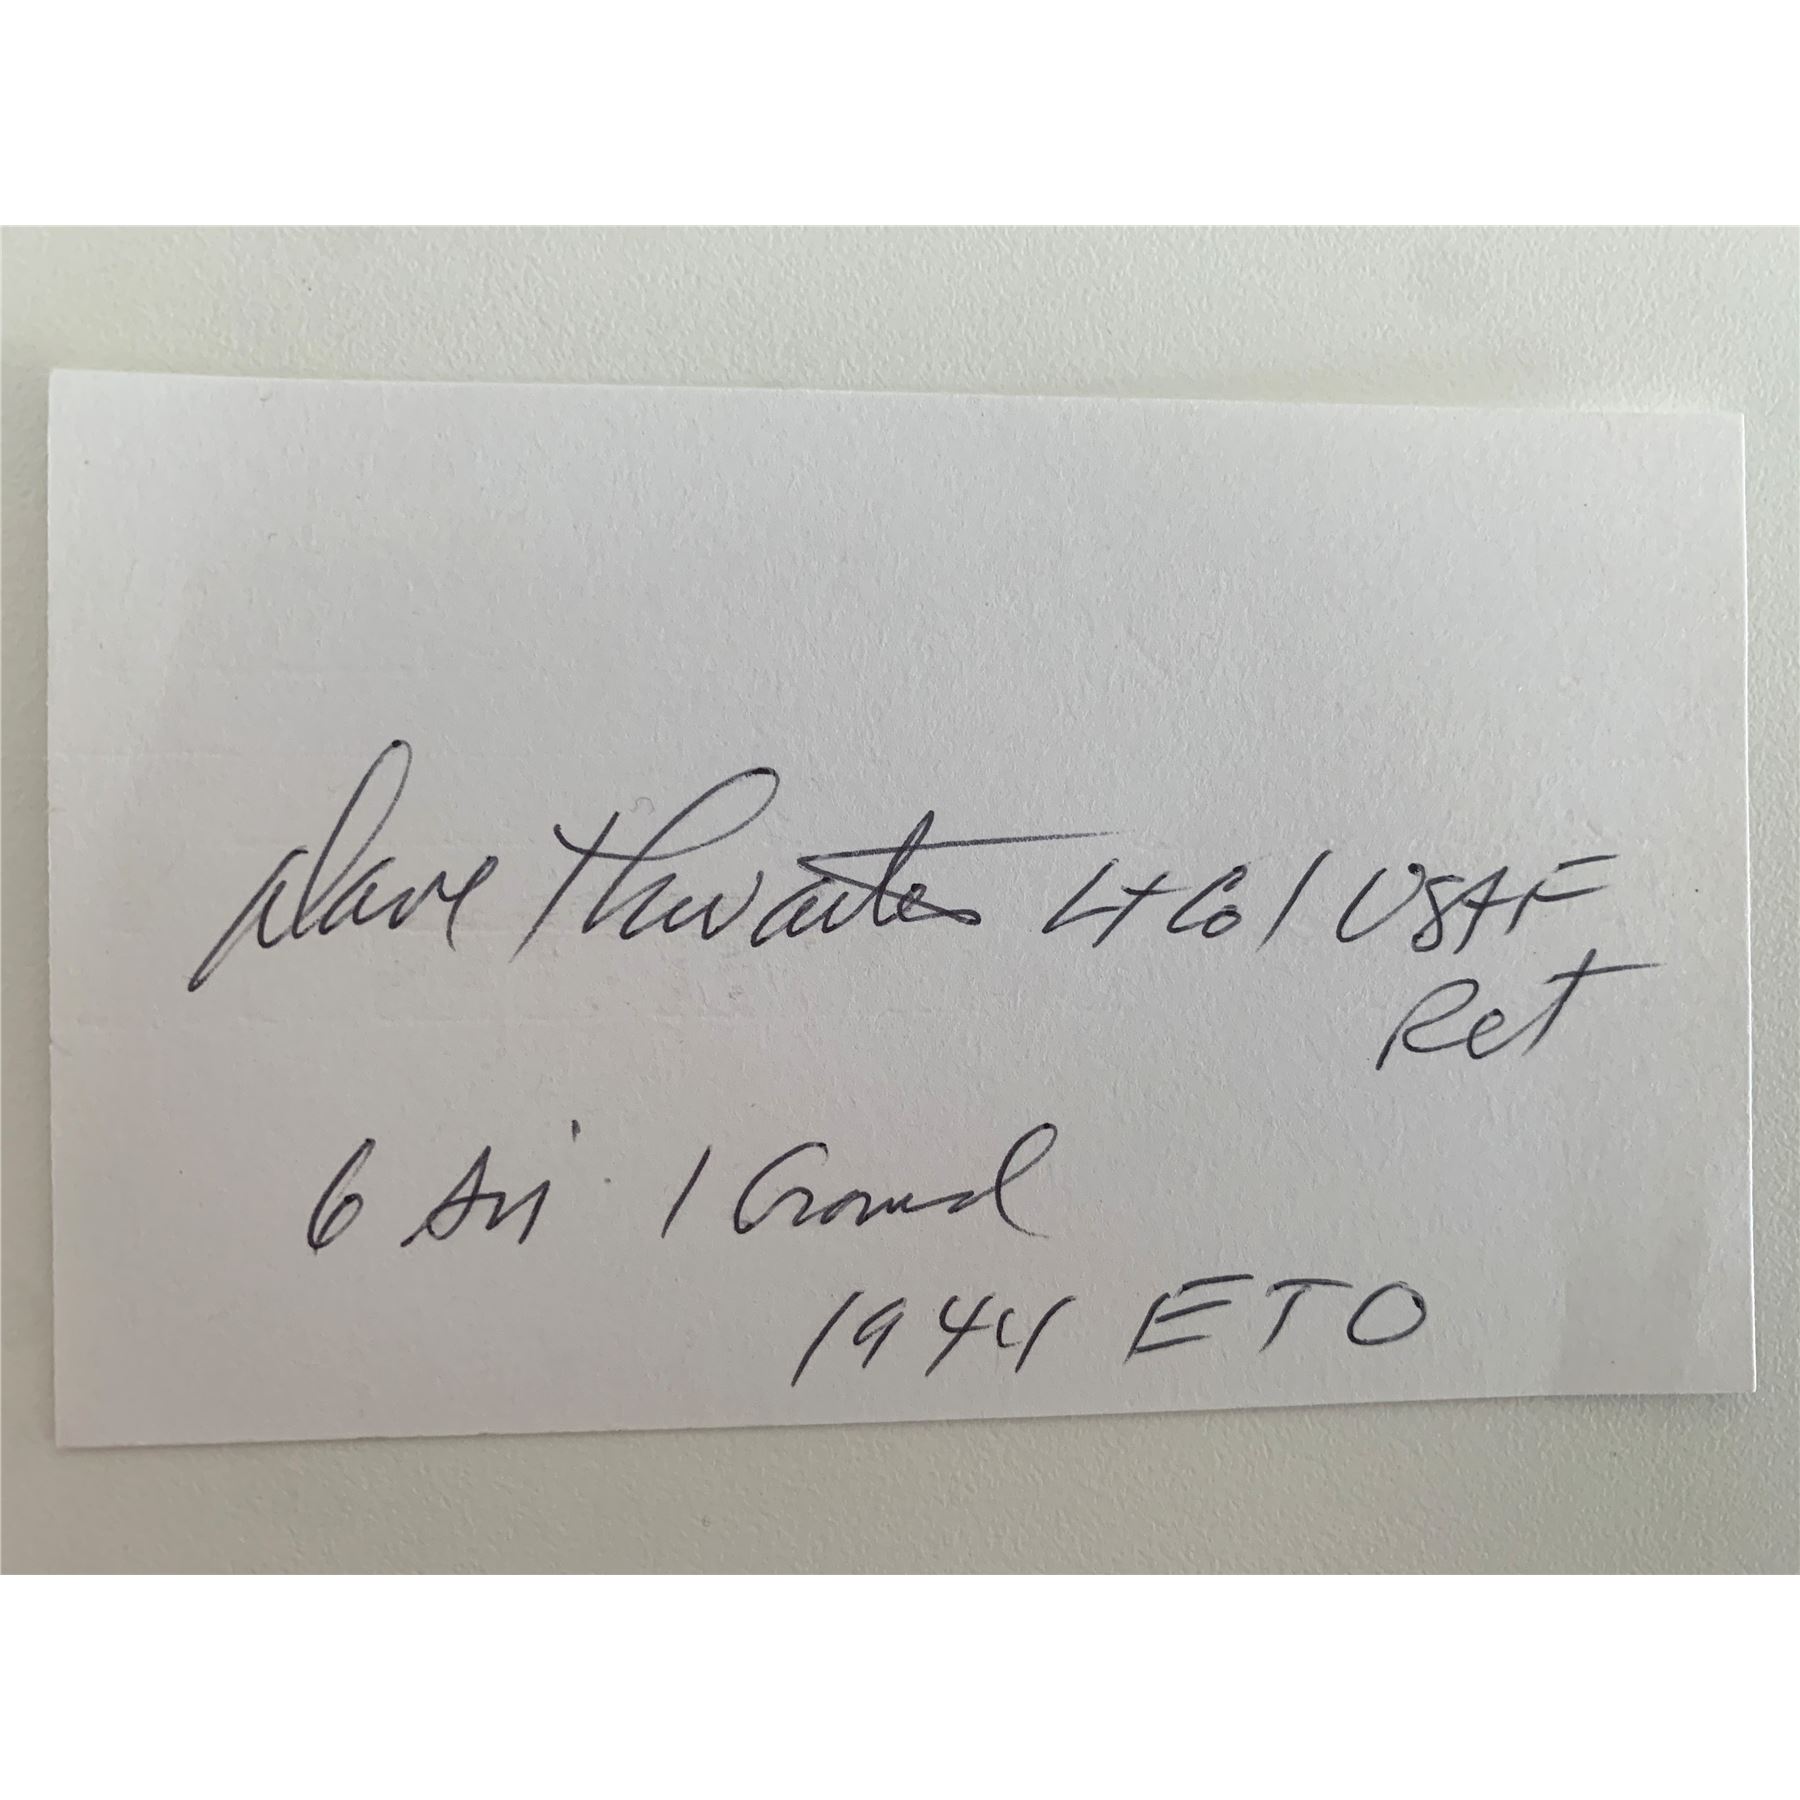 Dave Thwaites Lt Col USAF
Ret
6 Air 1 Ground
1944 ETO